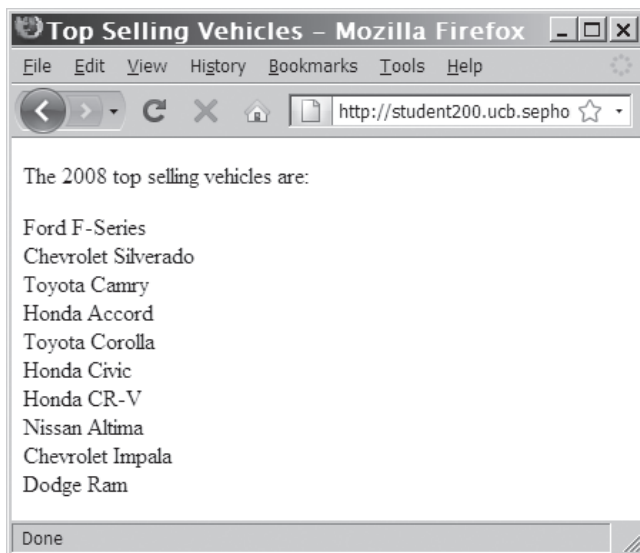 Top Selling Vehicles – Mozilla Firefox
File Edit View History Bookmarks Tools Help
http://student200.ucb.sepho
The 2008 top selling vehicles are:
Ford F-Series
Chevrolet Silverado
Toyota Camry
Honda Accord
Toyota Corolla
Honda Civic
Honda CR-V
Nissan Altima
Chevrolet Impala
Dodge Ram
Done